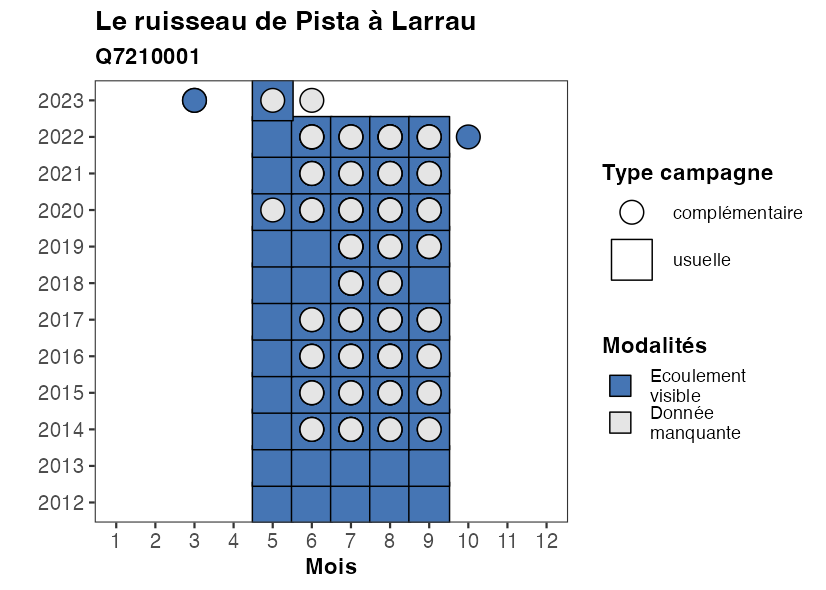 Le ruisseau de Pista à Larrau
Q7210001
2023
2022
2021
2020
2019
2018
2017
2016
2015
2014
2013
2012
1 2 3 4 5 6 7 8 9 10 11 12
Mois
Type campagne
complémentaire
usuelle
Modalités
Ecoulement
visible
Donnée
manquante